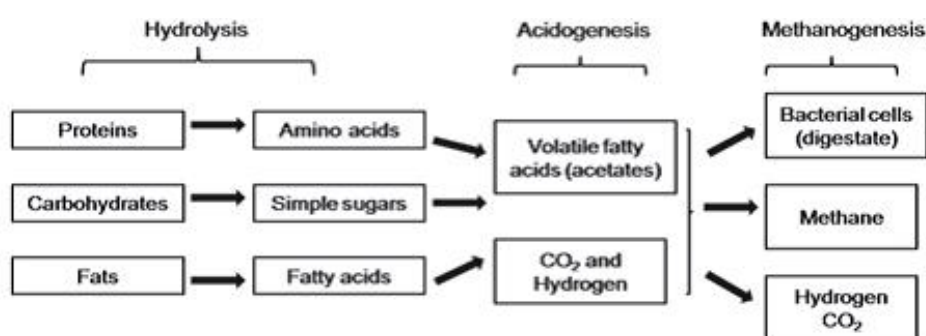 Hydrolysis
Acidogenesis
Methanogenesis
Proteins
Amino acids
Volatile fatty
acids (acetates)
Bacterial cells
(digestate)
Carbohydrates
Simple sugars
Methane
Fats
Fatty acids
CO₂ and
Hydrogen
Hydrogen
CO₂